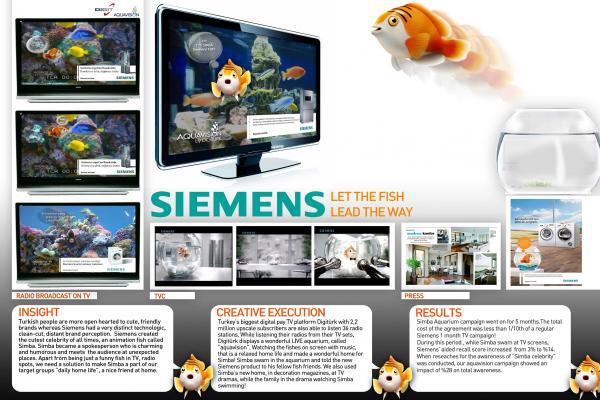 DIGITURK AQUAVISION
SIEMENS
SIEMENS
SIEMENS
AQUAVISION
SIEMENS
SIEMENS LET THE FISH
LEAD THE WAY
RADIO BROADCAST ON TV
TVC
PRESS
INSIGHT
Turkish people are more open hearted to cute, friendly
brands whereas Siemens had a very distinct technologic,
clean-cut, distant brand perception. Siemens created
the cutest celebrity of all times, an animation fish called
Simba. Simba became a spokesperson who is charming
and humorous and meets the audience at unexpected
places. Apart from being just a funny fish in TV, radio
spots, we need a solution to make Simba a part of our
target groups "daily home life", a nice friend at home.
CREATIVE EXECUTION
Turkey's biggest digital pay TV platform Digitürk with 2,2
million upscale subscribers are also able to listen 36 radio
stations. While listening their radios from their TV sets,
Digitürk displays a wonderful LIVE aquarium, called
"aquavision". Watching the fishes on screen with music,
that is a relaxed home life and made a wonderful home for
Simba! Simba swam in the aquarium and told the new
Siemens product to his fellow fish friends. We also used
Simba's new home, in decoration magazines, at TV
dramas, while the family in the drama watching Simba
swimming!
RESULTS
Simba Aquarium campaign went on for 5 months.The total
cost of the agreement was less than 1/10th of a regular
Siemens 1 month TV campaign!
During this period , while Simba swam at TV screens,
Siemens' aided recall score increased from 3% to %14.
When reseaches for the awareness of "Simba celebrity"
was conducted, our aquavision campaign showed an
impact of %28 on total awareness.